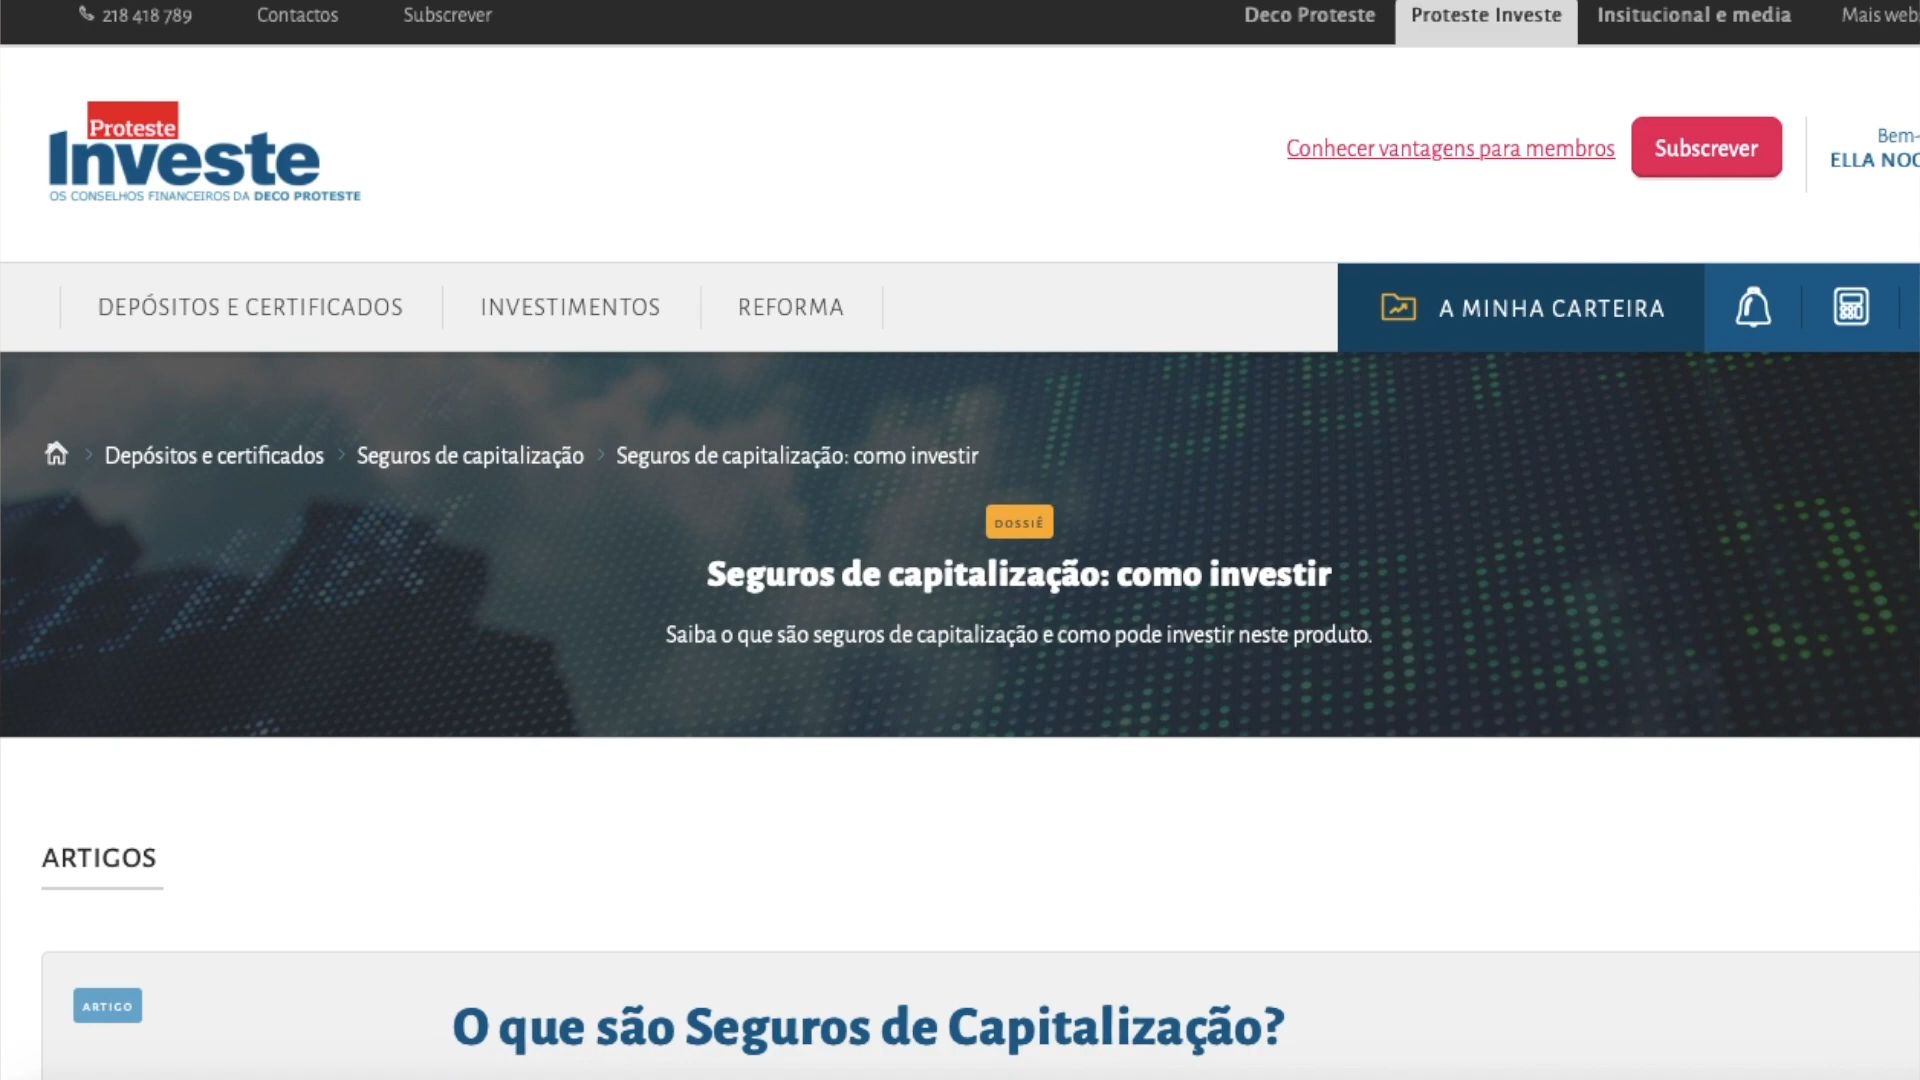 218 418 789 Contactos Subscrever Deco Proteste Proteste Investe Insitucional e media Mais
Proteste
Investe
OS CONSELHOS FINANCEIROS DA DECO PROTESTE
Conhecer vantagens para membros Subscrever
ELLA
DEPÓSITOS E CERTIFICADOS INVESTIMENTOS REFORMA A MINHA CARTEIRA
Depósitos e certificados Seguros de capitalização Seguros de capitalização: como investir
DOSSIÊ
Seguros de capitalização: como investir
Saiba o que são seguros de capitalização e como pode investir neste produto.
ARTIGOS
ARTIGO
O que são Seguros de Capitalização?